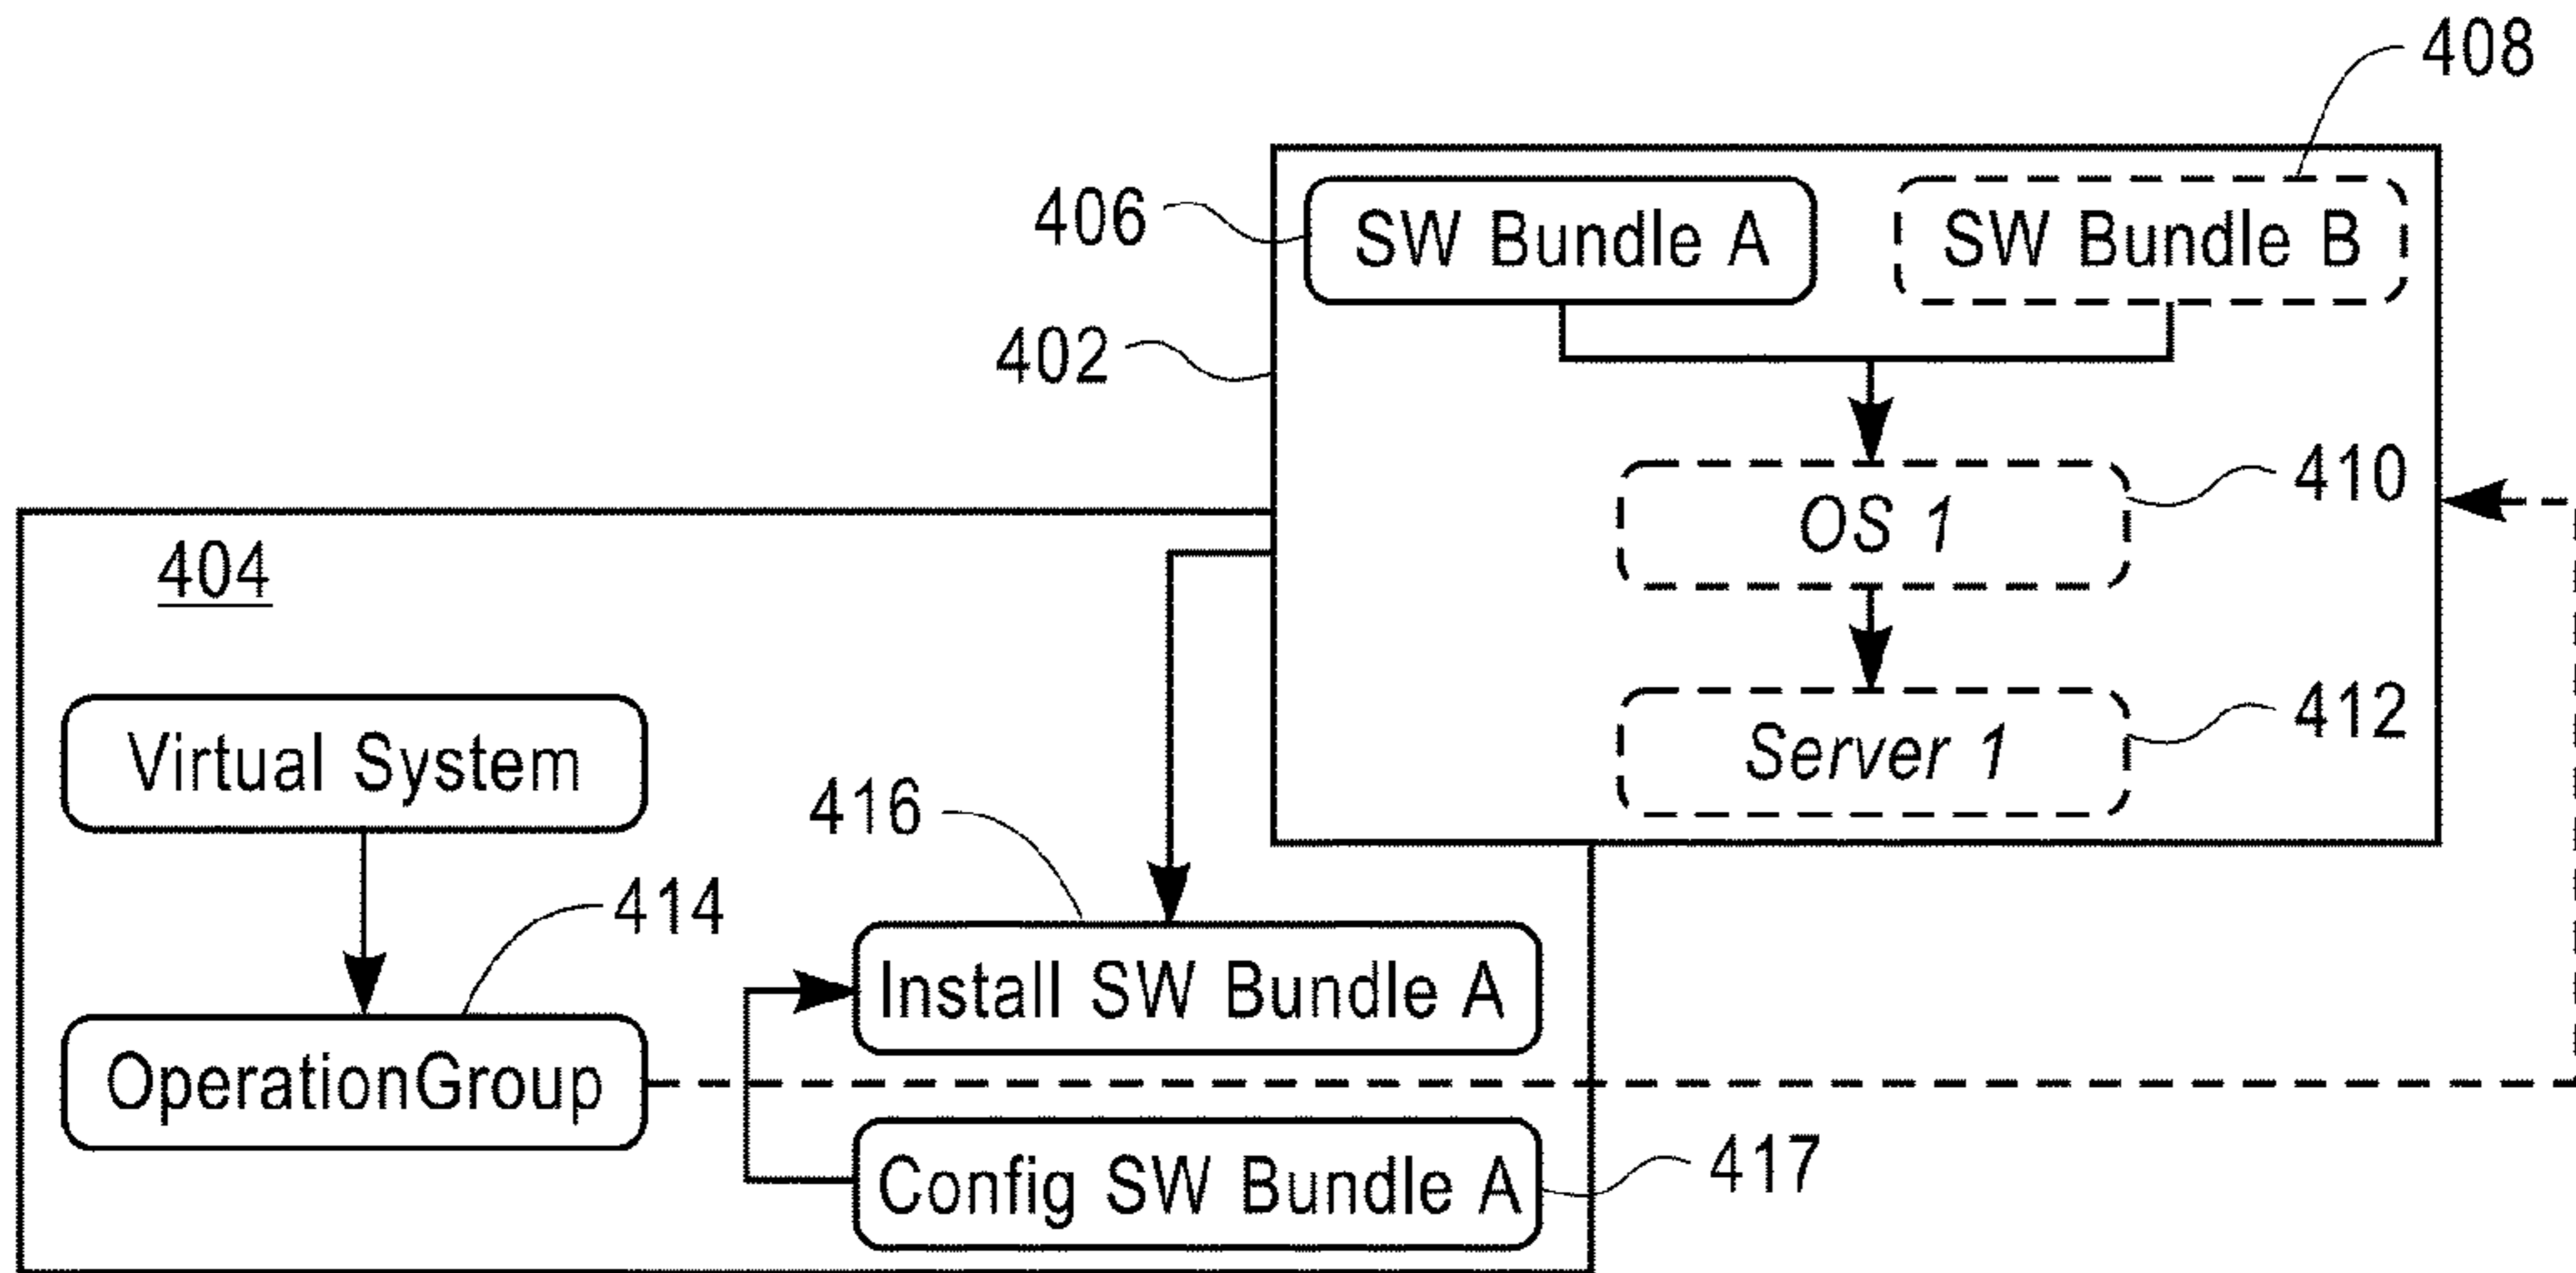 408
406
SW Bundle A
SW Bundle B
402
410
OS 1
404
412
Server 1
Virtual System
416
414
Install SW Bundle A
OperationGroup
417
Config SW Bundle A